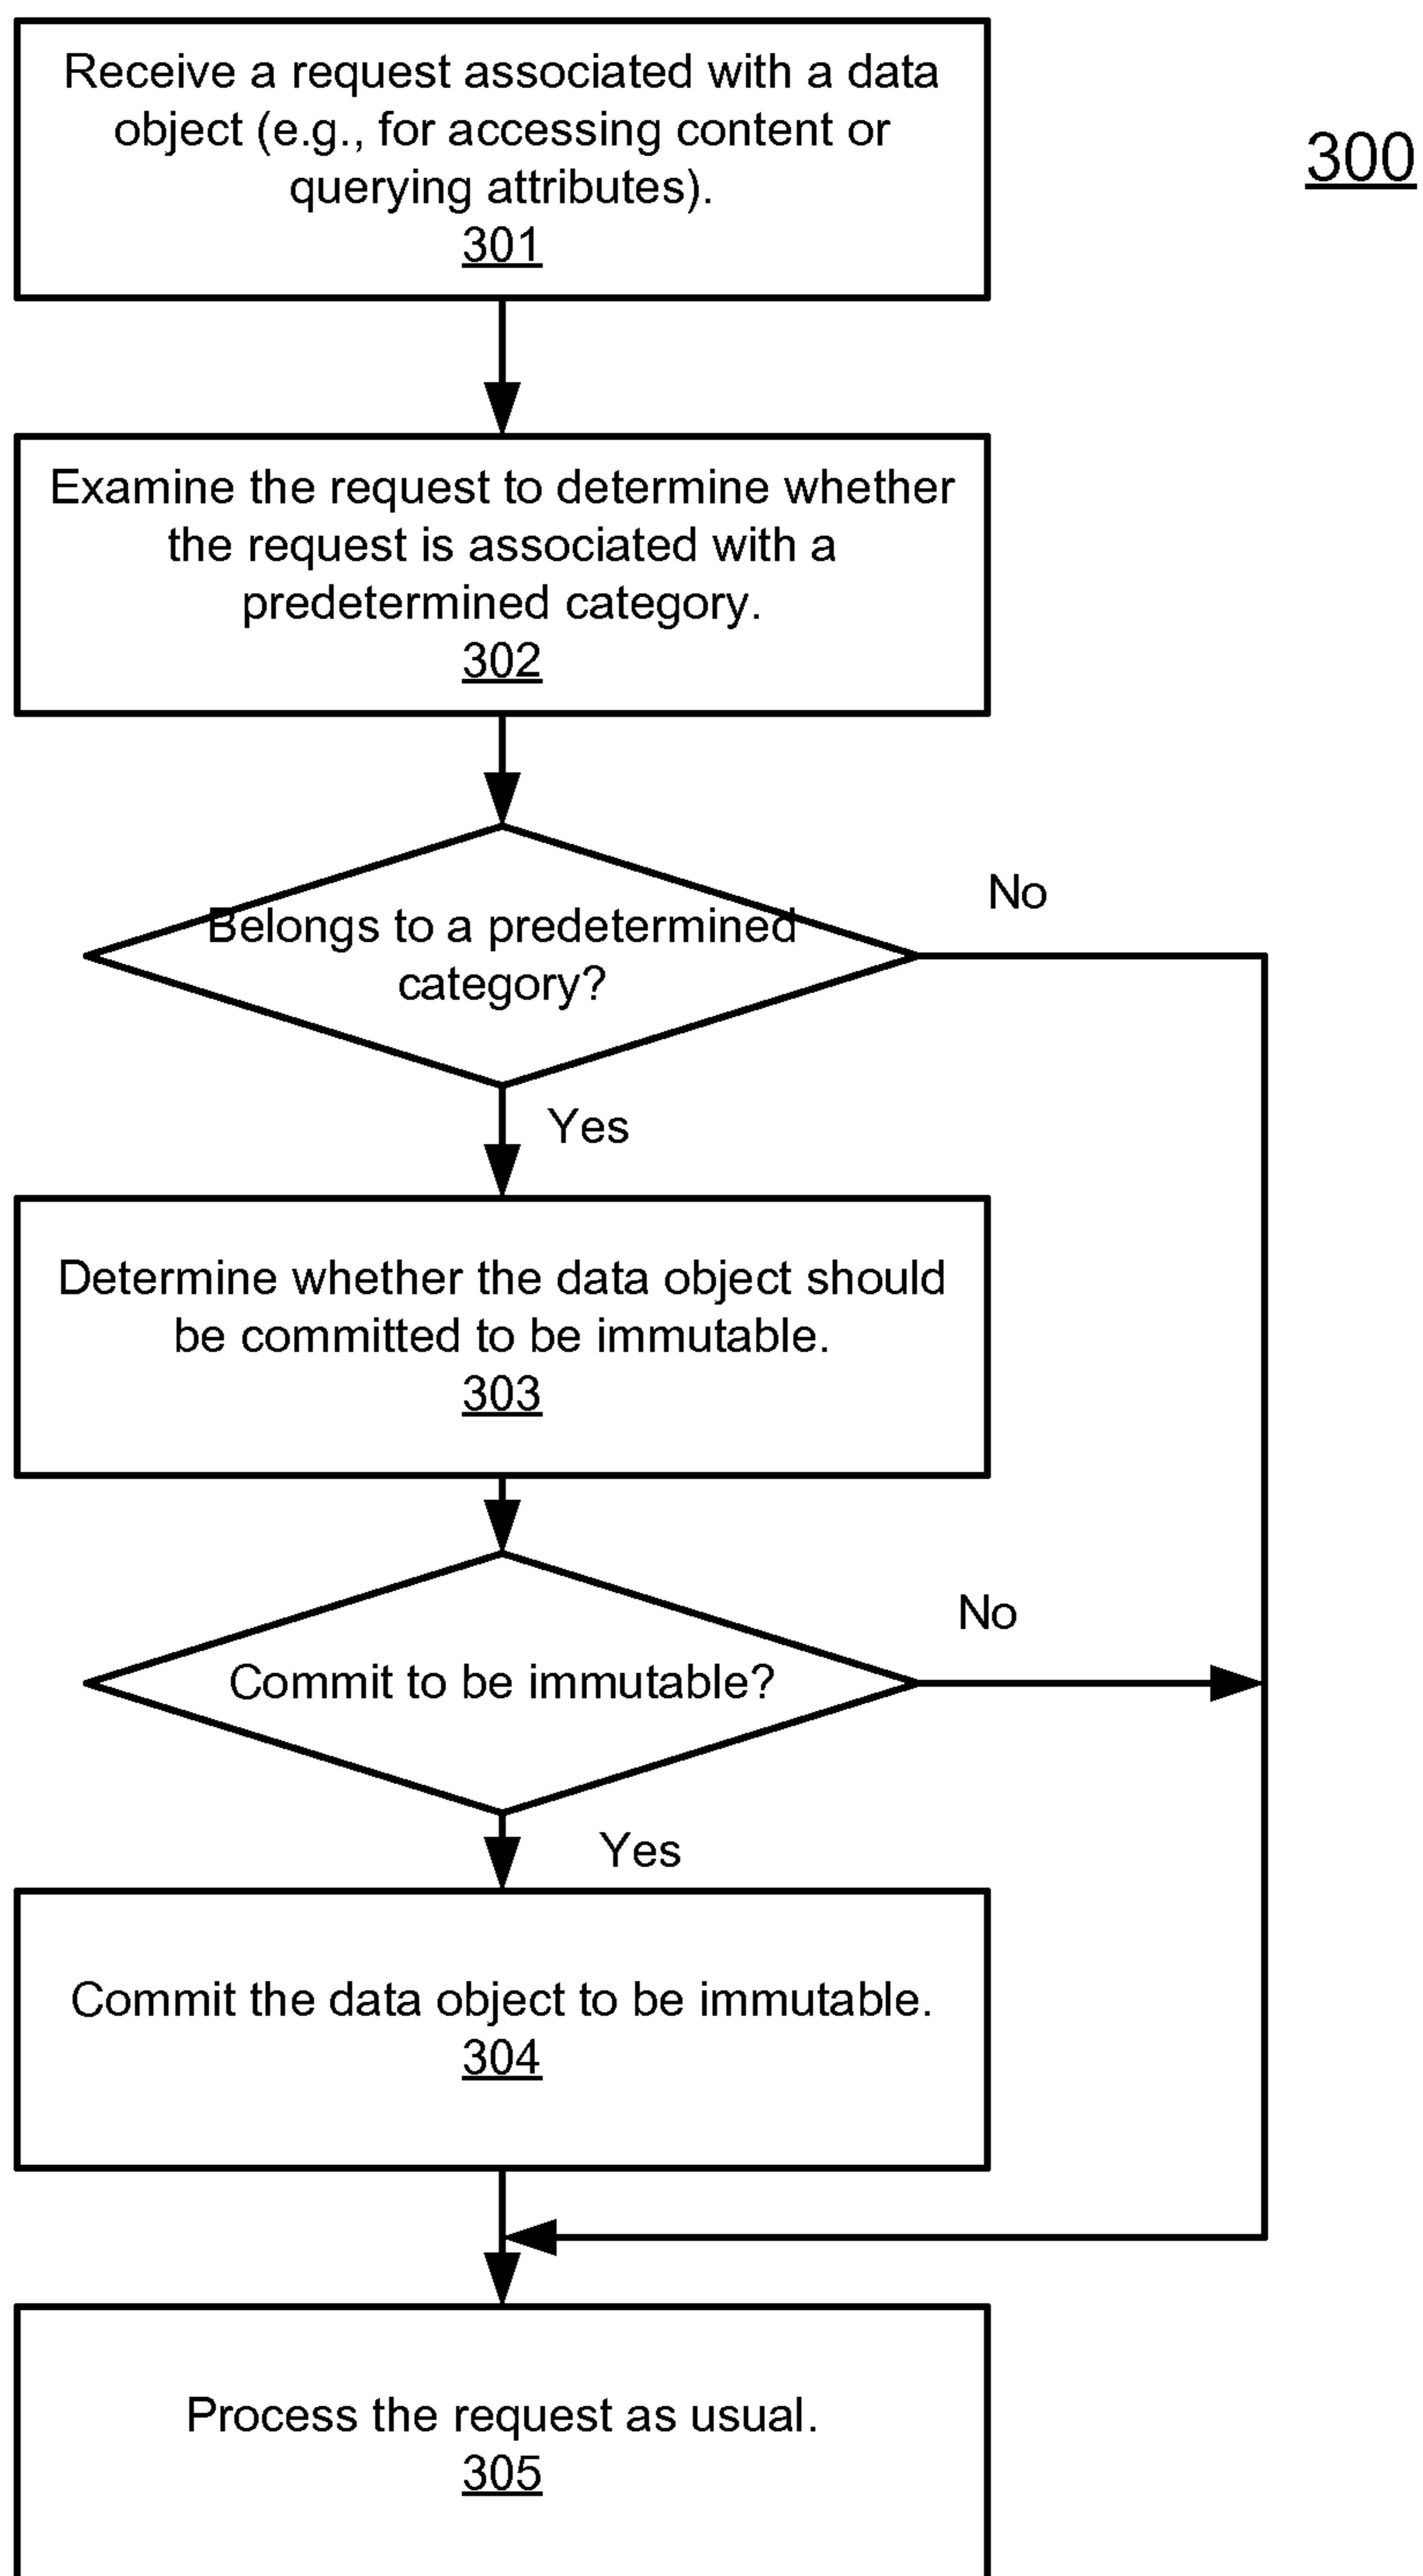 Receive a request associated with a data
object (e.g., for accessing content or
querying attributes).
301
300
Examine the request to determine whether
the request is associated with a
predetermined category.
302
Belongs to a predetermined
category?
No
Yes
Determine whether the data object should
be committed to be immutable.
303
Commit to be immutable?
No
Yes
Commit the data object to be immutable.
304
Process the request as usual.
305